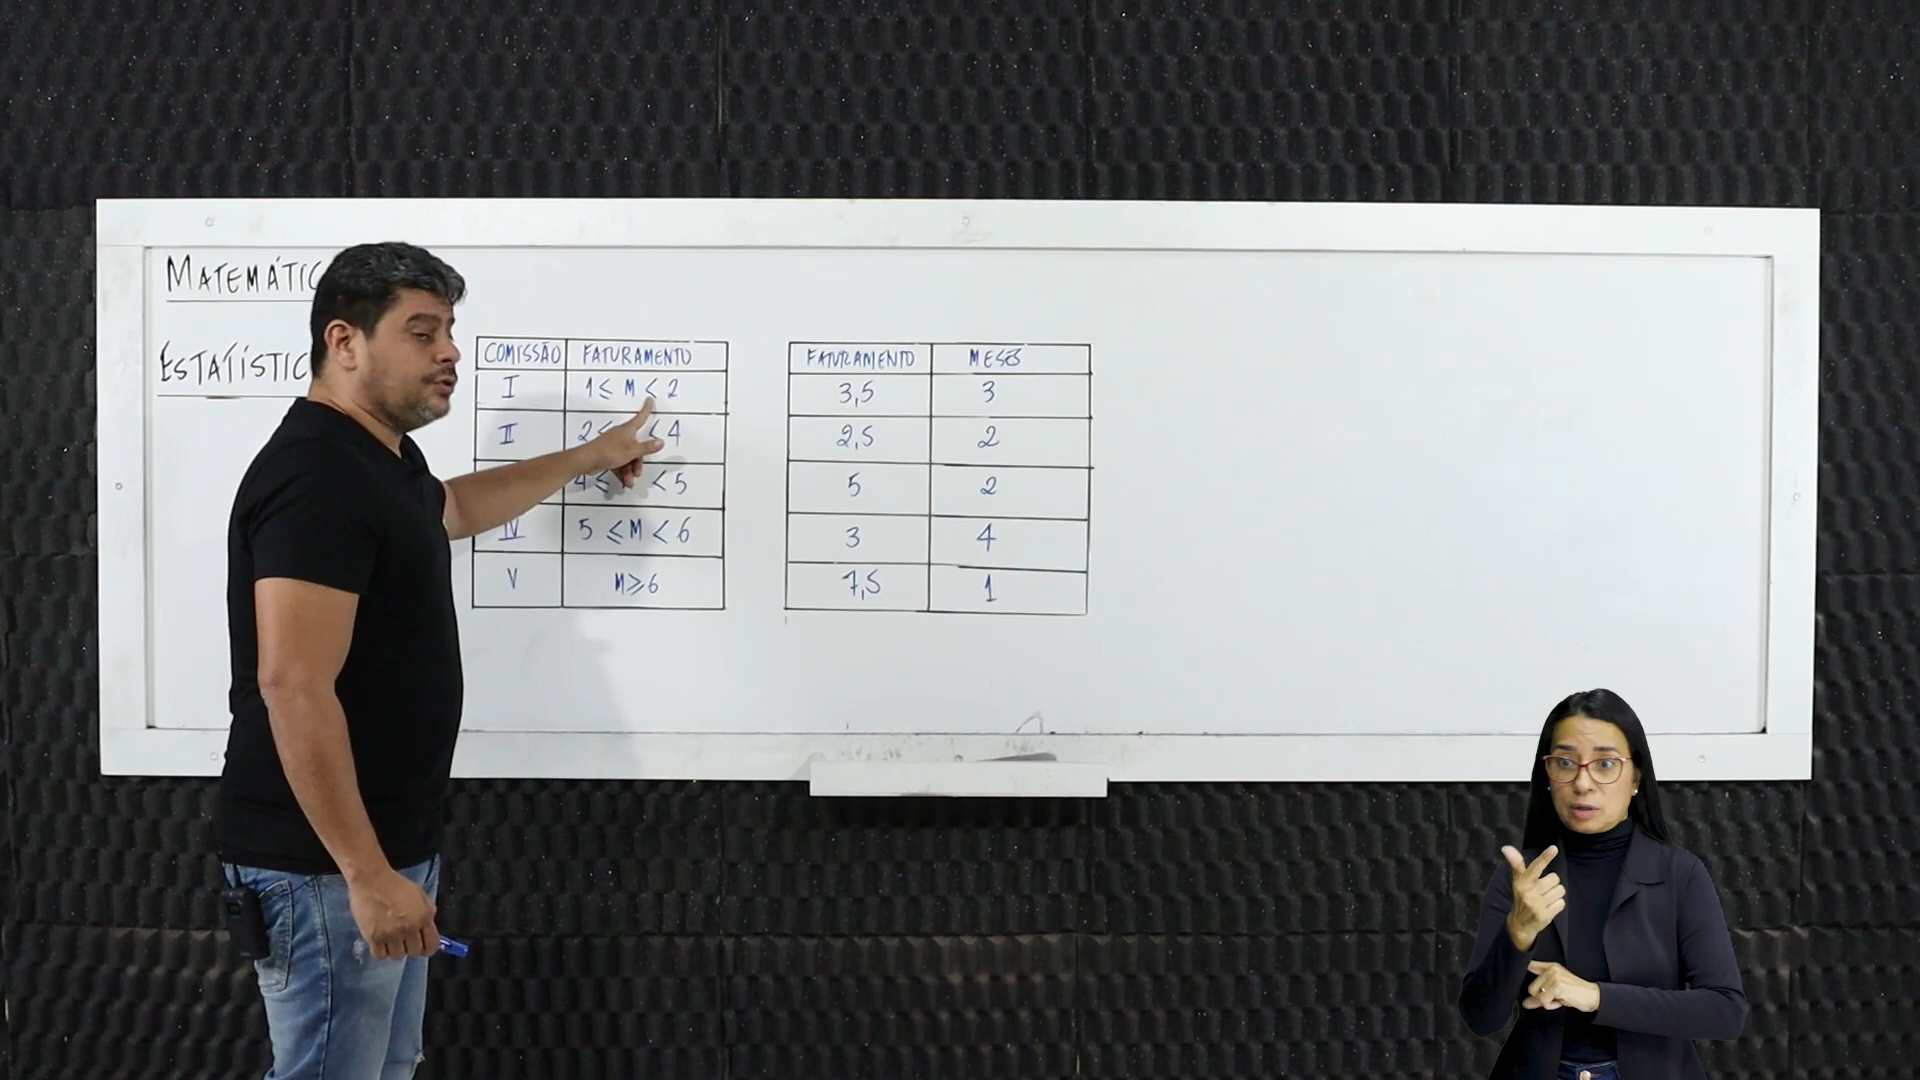 MATEMÁTIC
ESTATÍSTIC
COMISSÃO FATURAMENTO
I 1 ≤ M < 2
II 2 ≤ < 4
4 ≤ < 5
IV 5 ≤ M < 6
V M ≥ 6
FATURAMENTO MESES
3,5 3
2,5 2
5 2
3 4
7,5 1